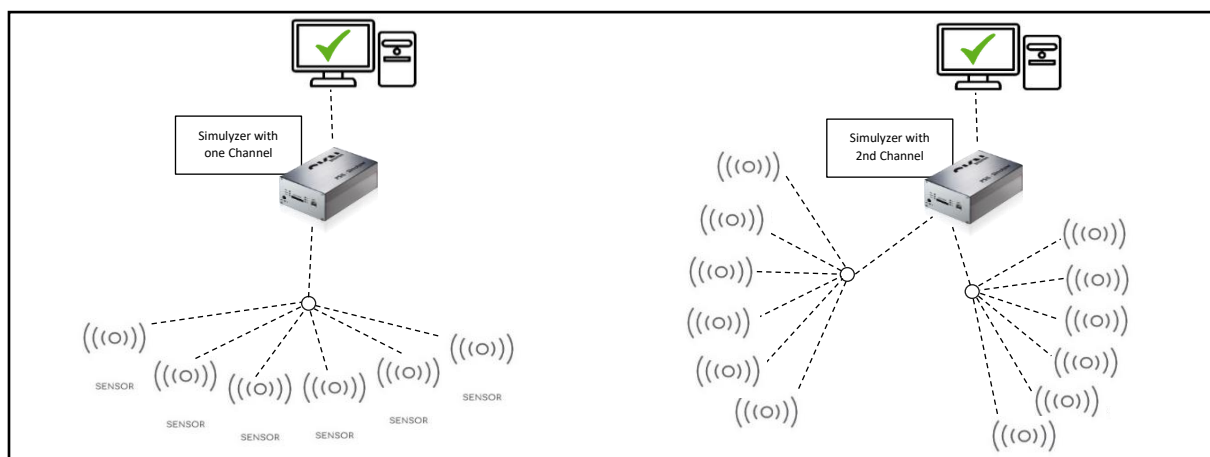 Simulyzer with
one Channel
SENSOR
SENSOR
SENSOR
SENSOR
SENSOR
SENSOR
Simulyzer with
2nd Channel